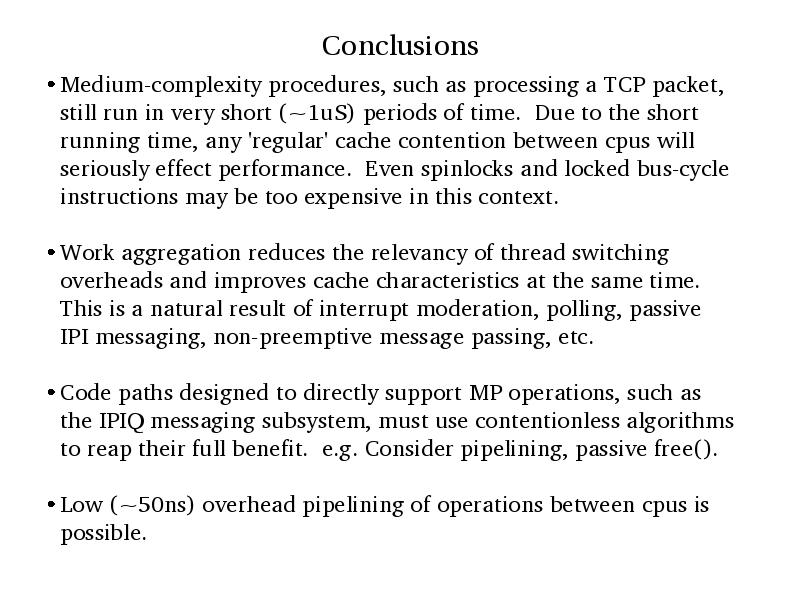 Conclusions
• Medium-complexity procedures, such as processing a TCP packet,
still run in very short (~1uS) periods of time.  Due to the short
running time, any 'regular' cache contention between cpus will
seriously effect performance.  Even spinlocks and locked bus-cycle
instructions may be too expensive in this context.
• Work aggregation reduces the relevancy of thread switching
overheads and improves cache characteristics at the same time.
This is a natural result of interrupt moderation, polling, passive
IPI messaging, non-preemptive message passing, etc.
• Code paths designed to directly support MP operations, such as
the IPIQ messaging subsystem, must use contentionless algorithms
to reap their full benefit.  e.g. Consider pipelining, passive free().
• Low (~50ns) overhead pipelining of operations between cpus is
possible.